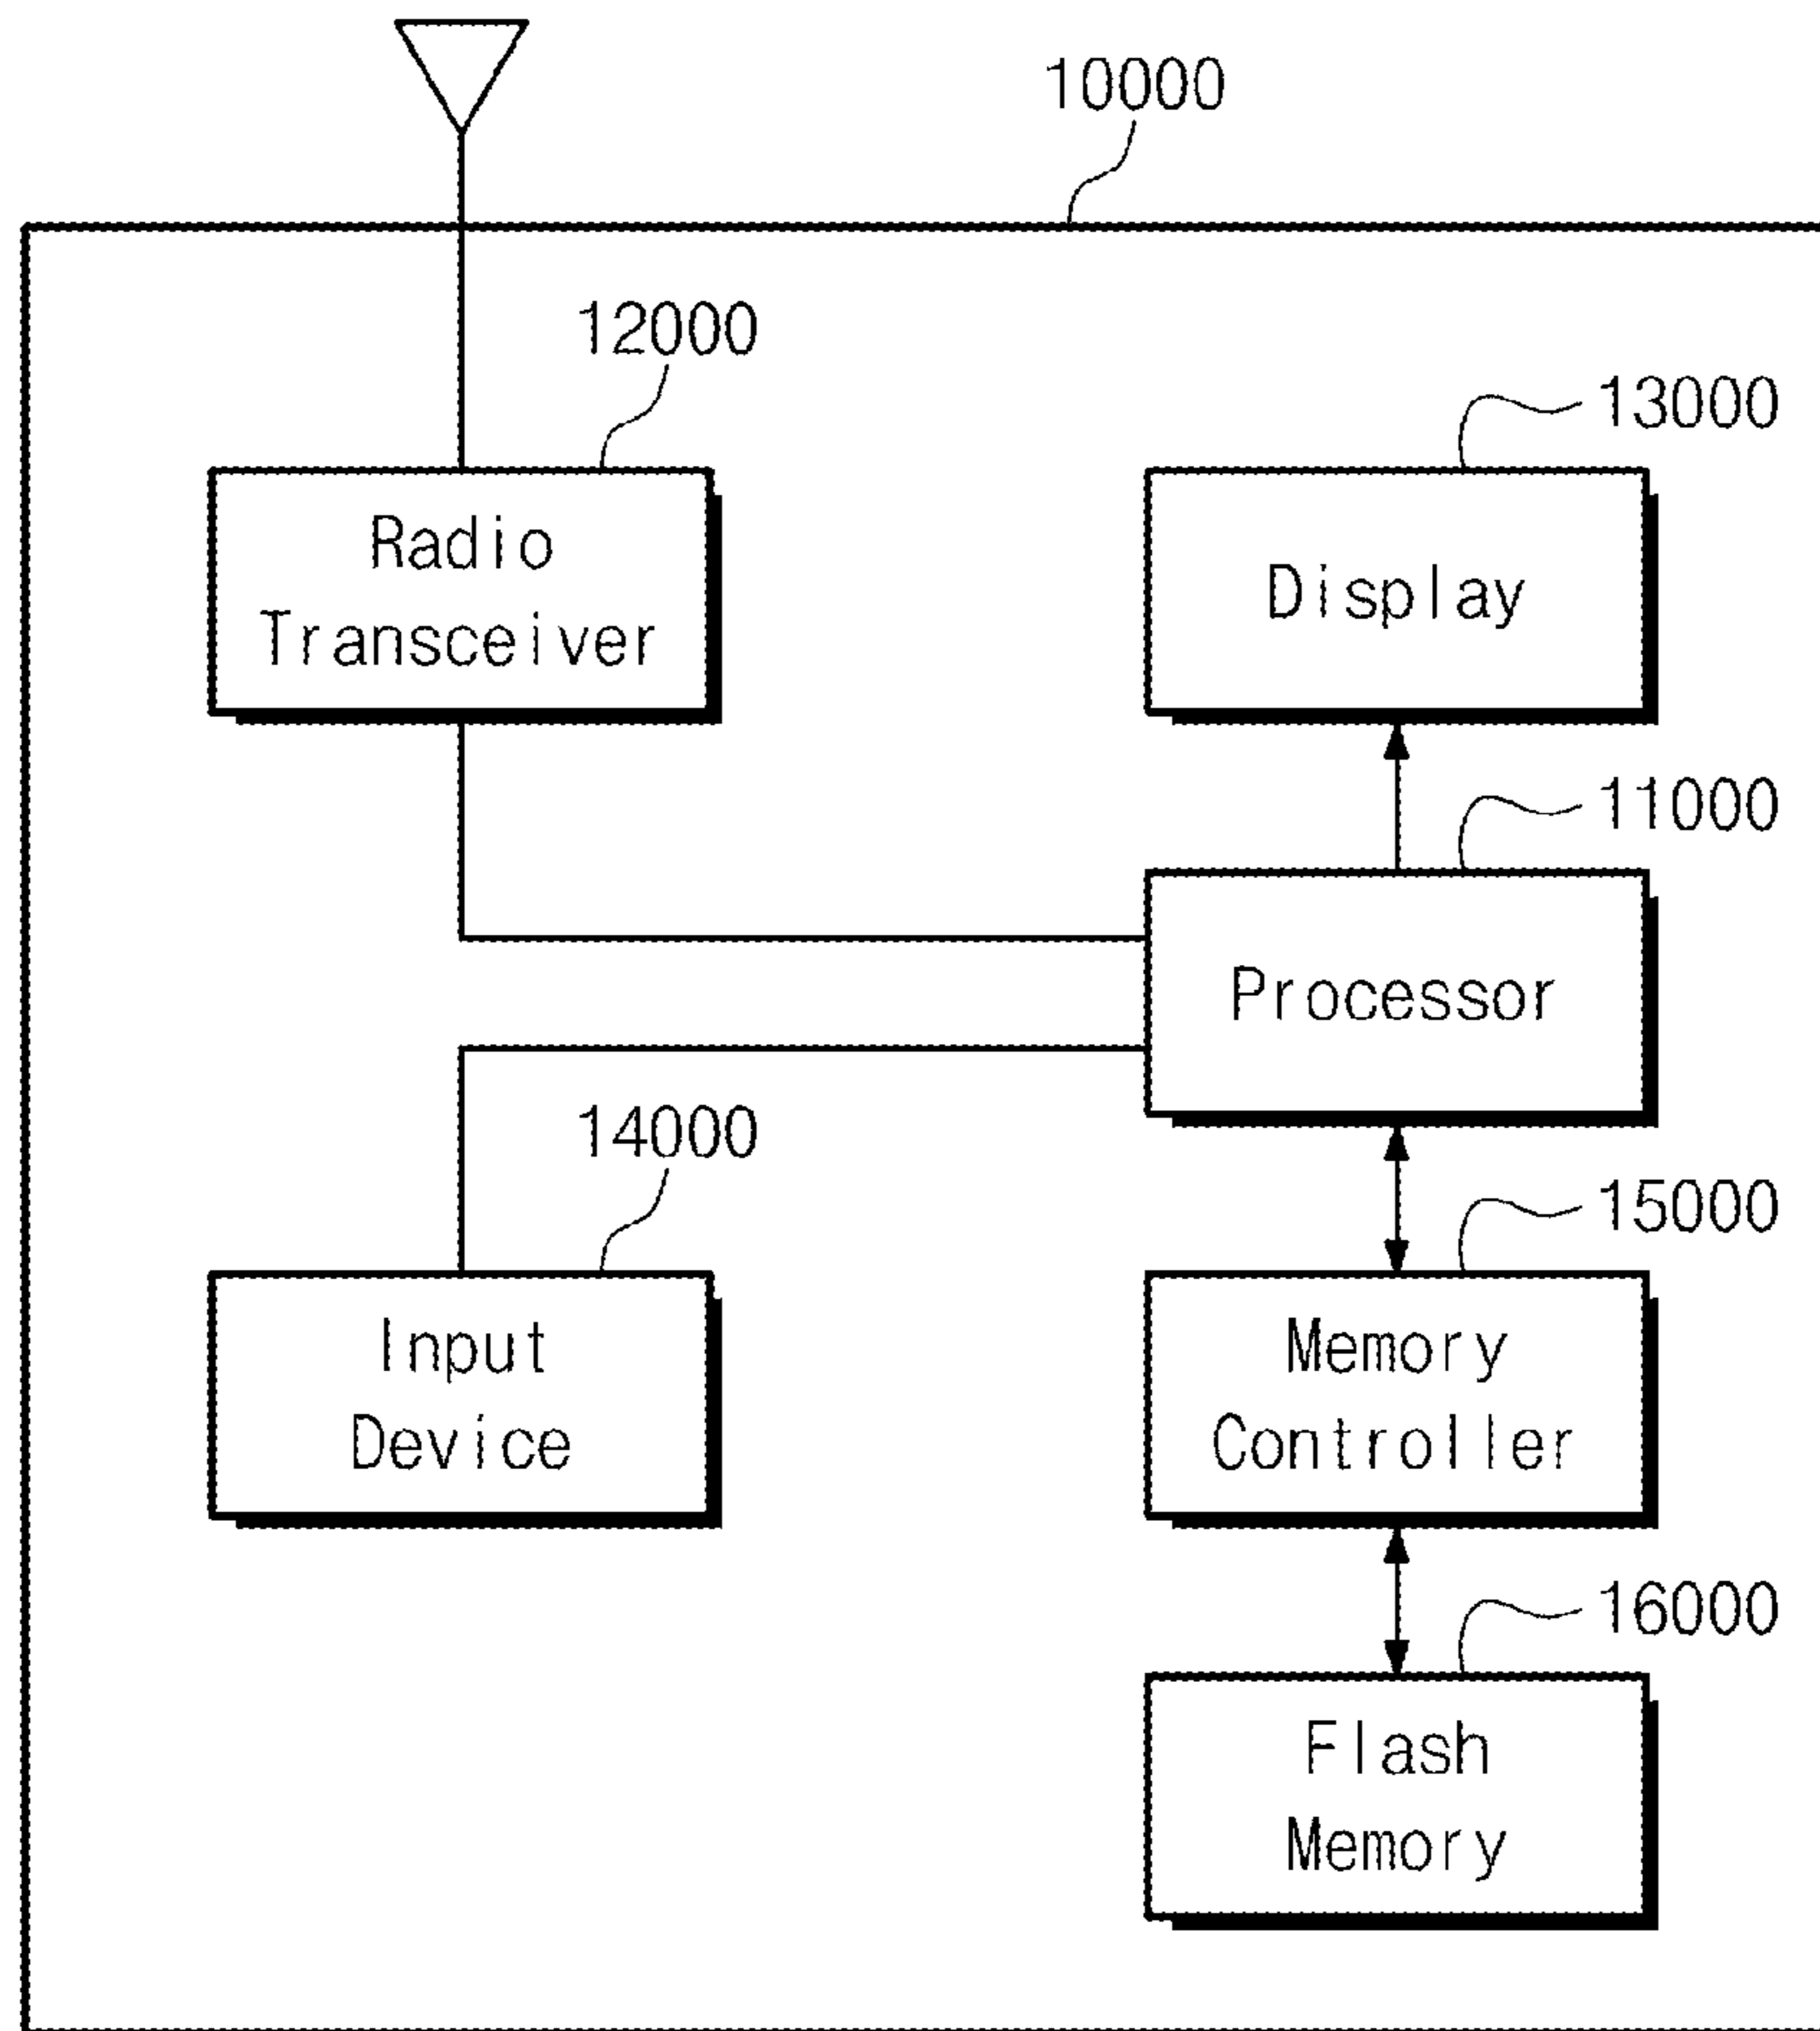 10000
12000
13000
Radio
Transceiver
Display
11000
Processor
14000
15000
Input
Device
Memory
Controller
16000
Flash
Memory